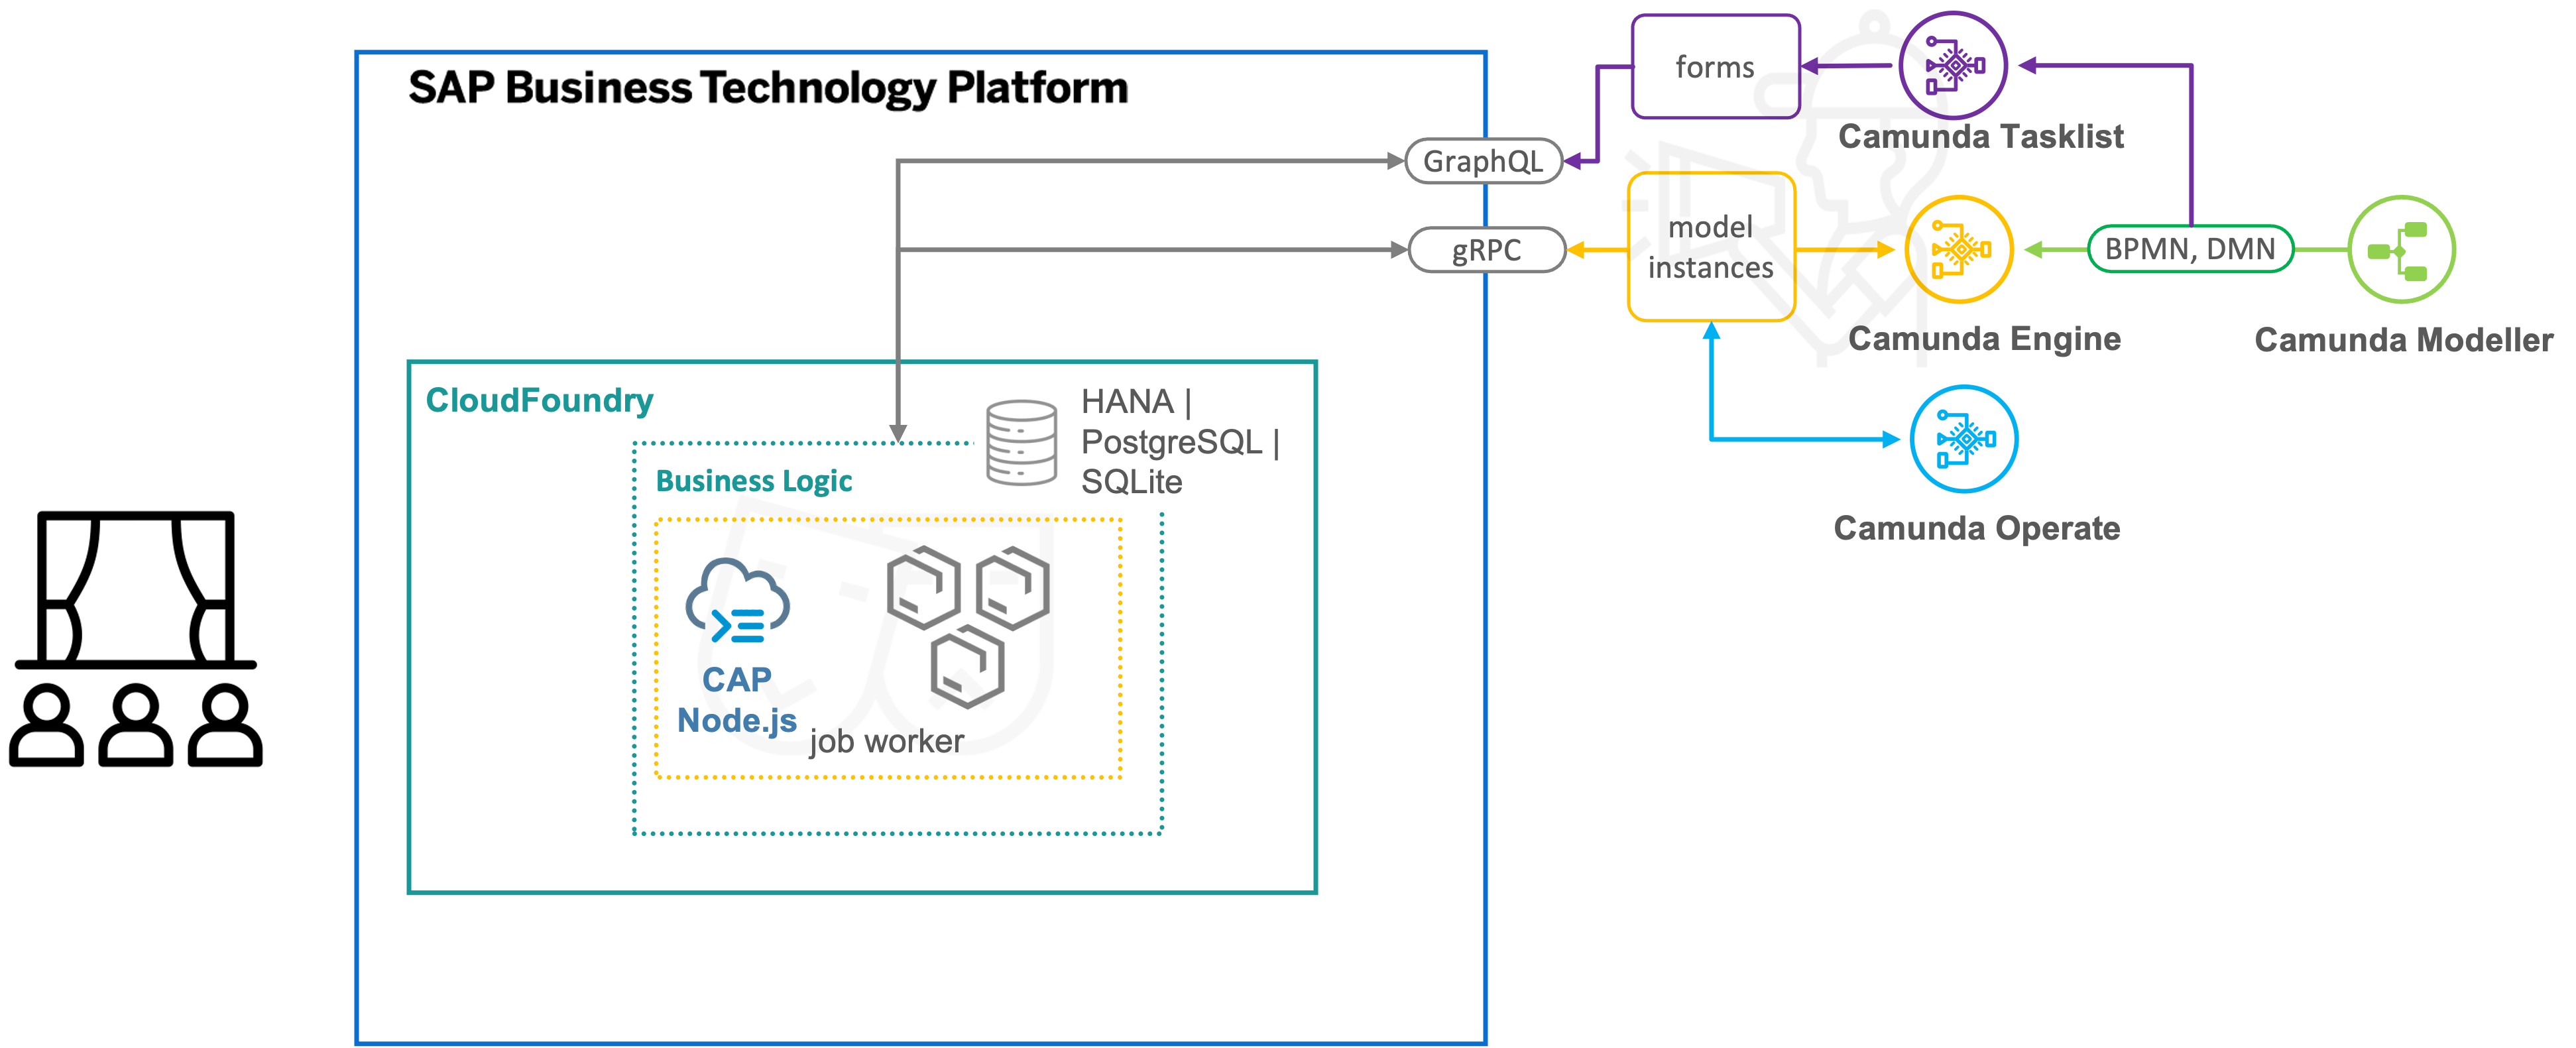 SAP Business Technology Platform
forms
Camunda Tasklist
GraphQL
gRPC
model
instances
Camunda Engine
BPMN, DMN
Camunda Modeller
Camunda Operate
CloudFoundry
HANA |
PostgreSQL |
SQLite
Business Logic
CAP
Node.js
job worker